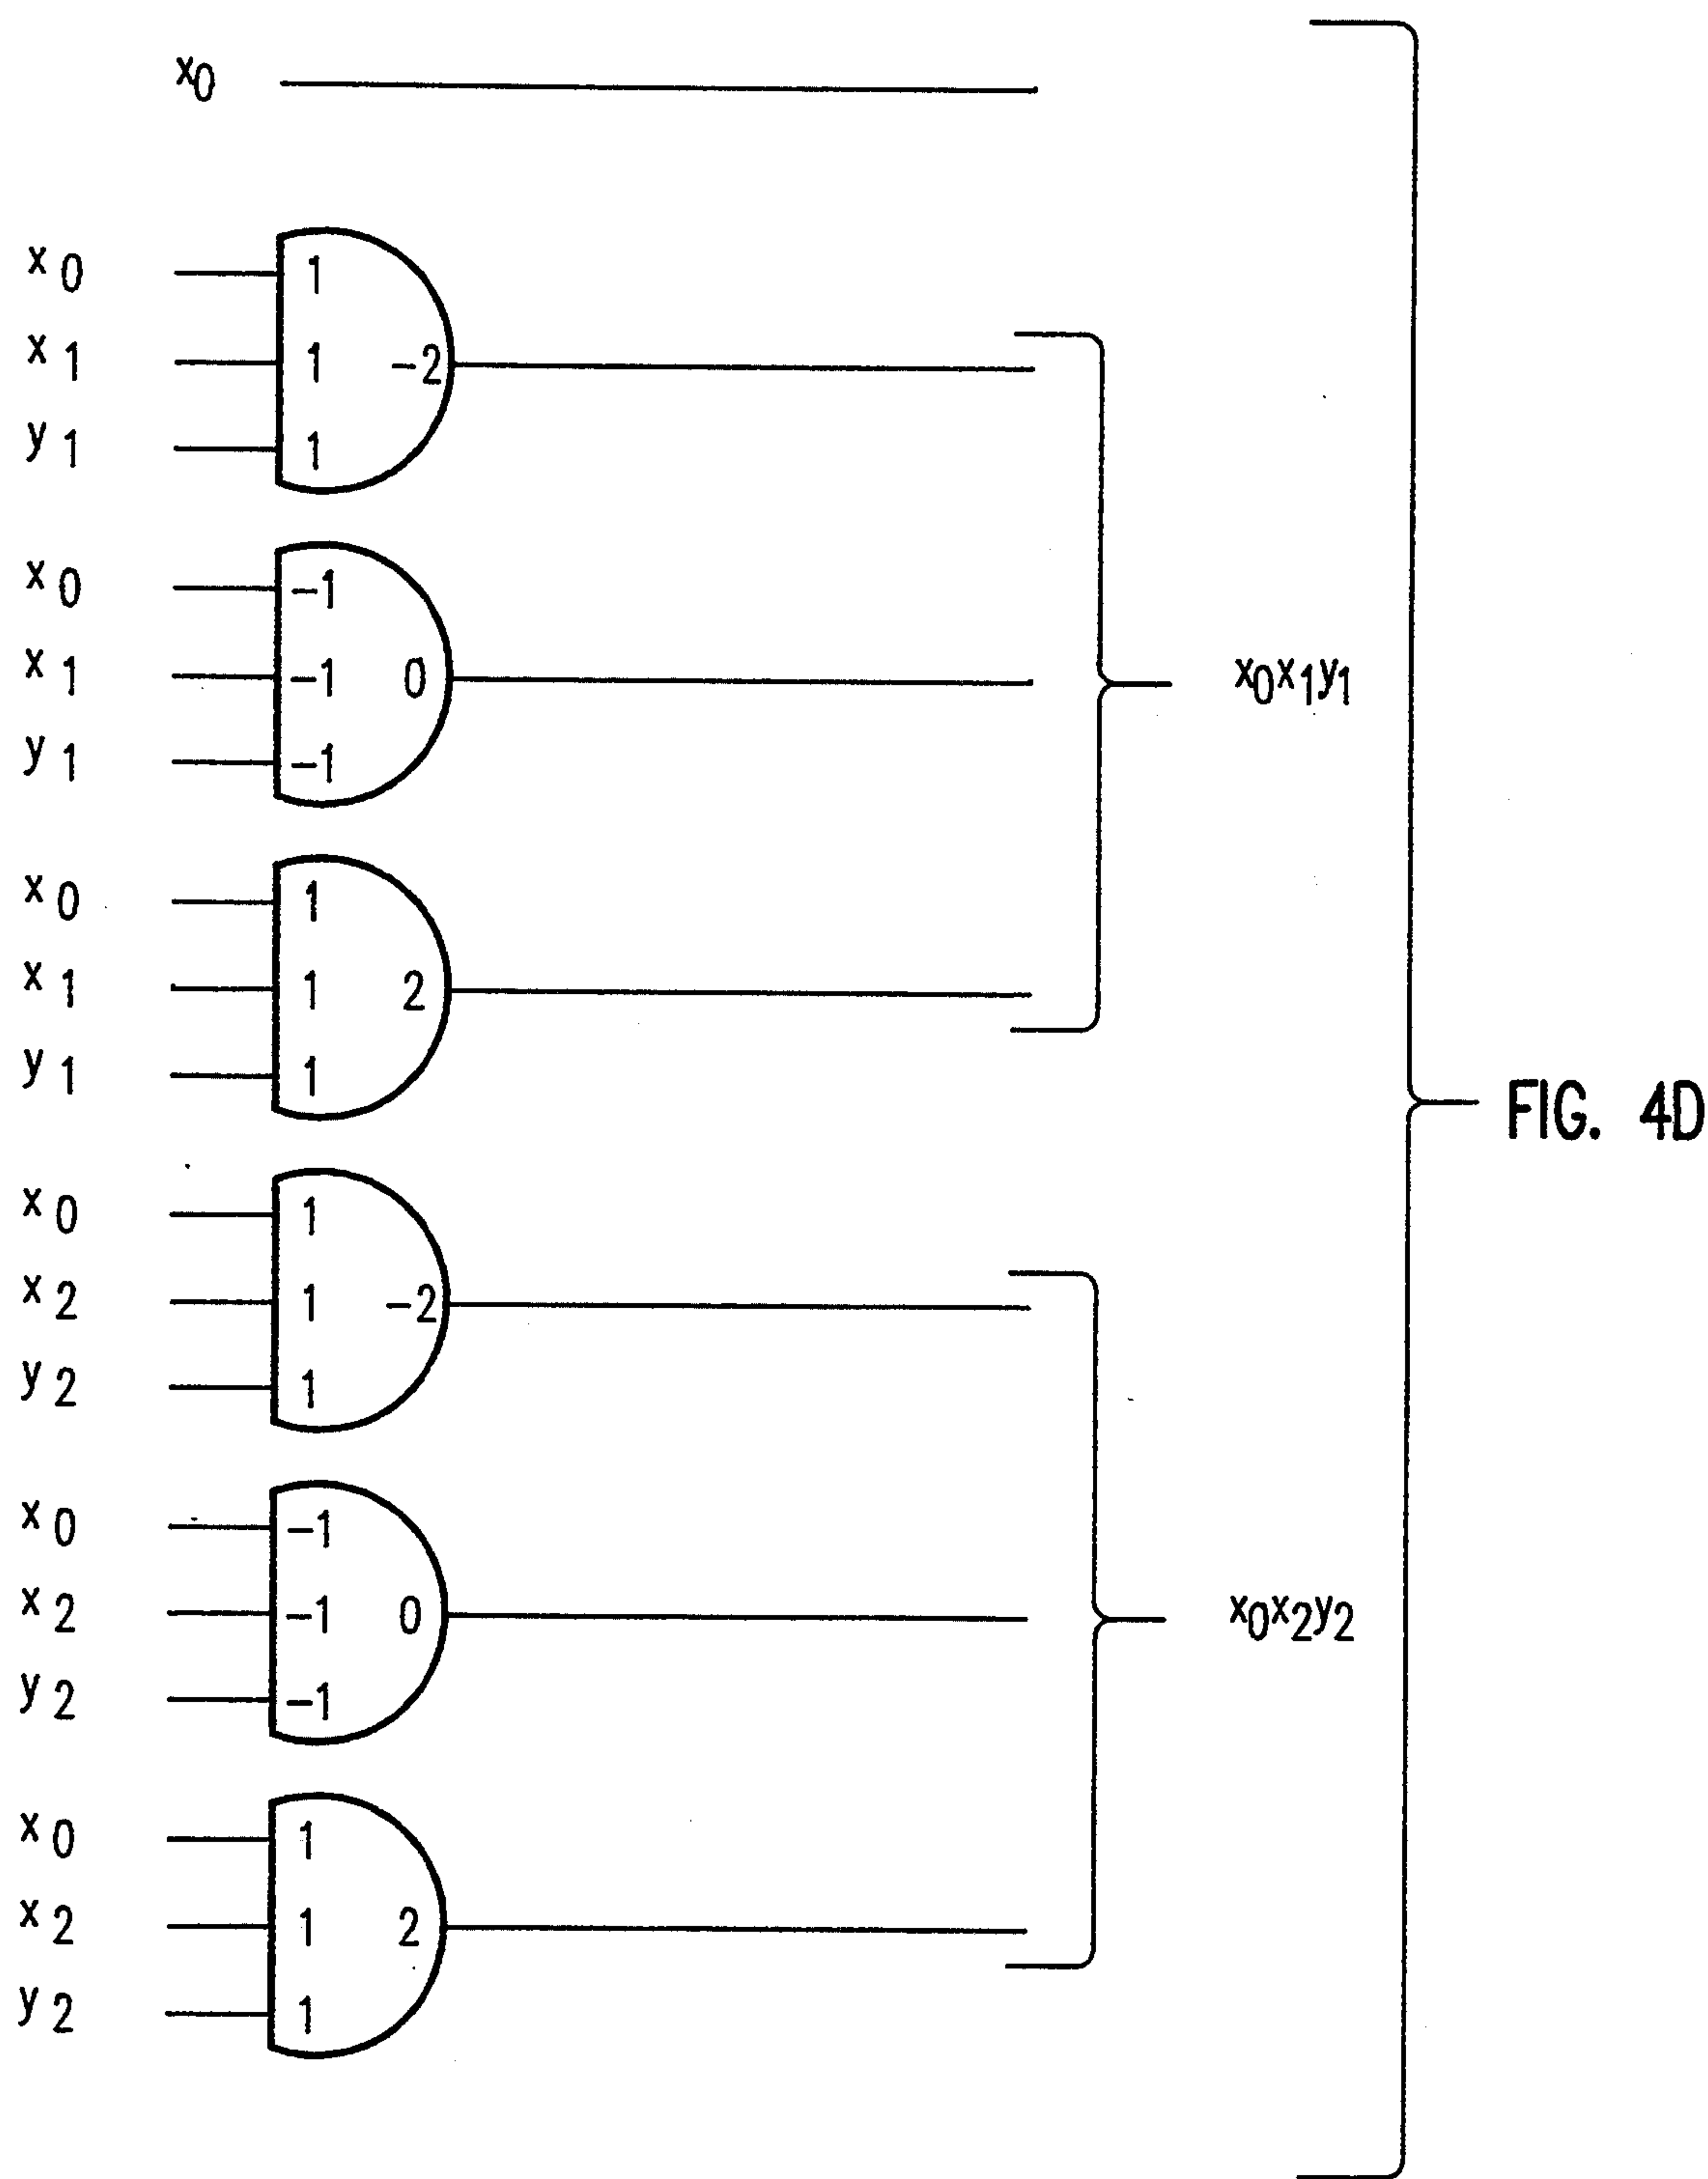 x0
x0 1
x1 1 -2
y1 1
x0 -1
x1 -1 0
y1 -1
x0x1y1
x0 1
x1 1 2
y1 1
FIG. 4D
x0 1
x2 1 -2
y2 1
x0 -1
x2 -1 0
y2 -1
x0x2y2
x0 1
x2 1 2
y2 1